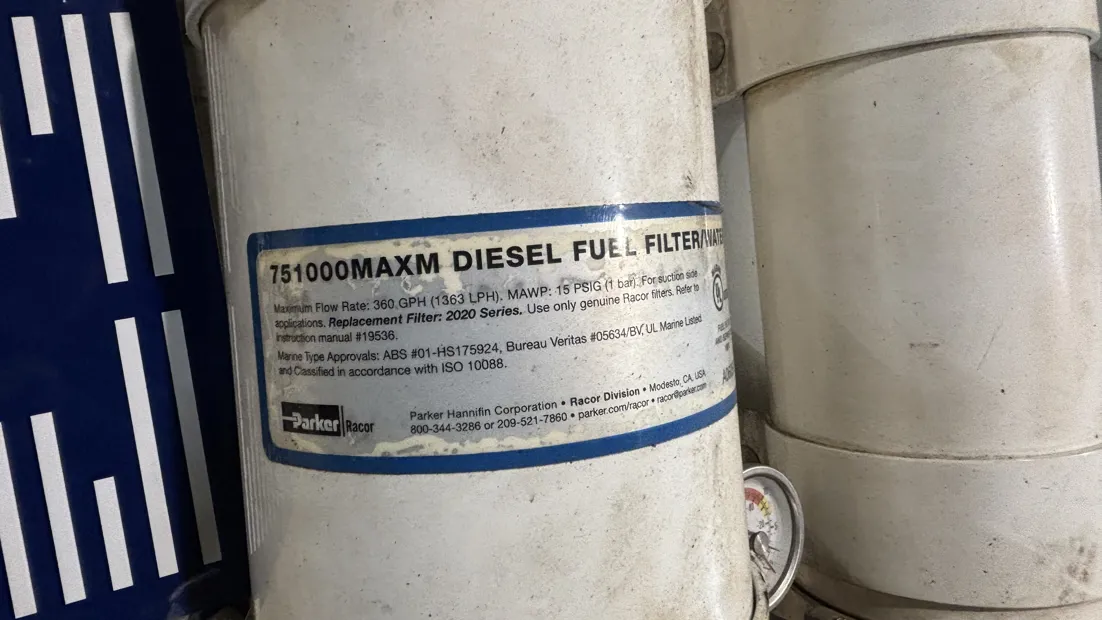 751000MAXM DIESEL FUEL FILTER/WATE
Maximum Flow Rate: 360 GPH (1363 LPH). MAWP: 15 PSIG (1 bar). For suction side
applications. Replacement Filter: 2020 Series. Use only genuine Racor filters. Refer to
instruction manual #19536.
Marine Type Approvals: ABS #01-HS175924, Bureau Veritas #05634/BV, UL Marine Listed.
and Classified in accordance with ISO 10088.
Parker Racor
Parker Hannifin Corporation • Racor Division • Modesto, CA, USA
800-344-3286 or 209-521-7860 • parker.com/racor • racor@parker.com
UL